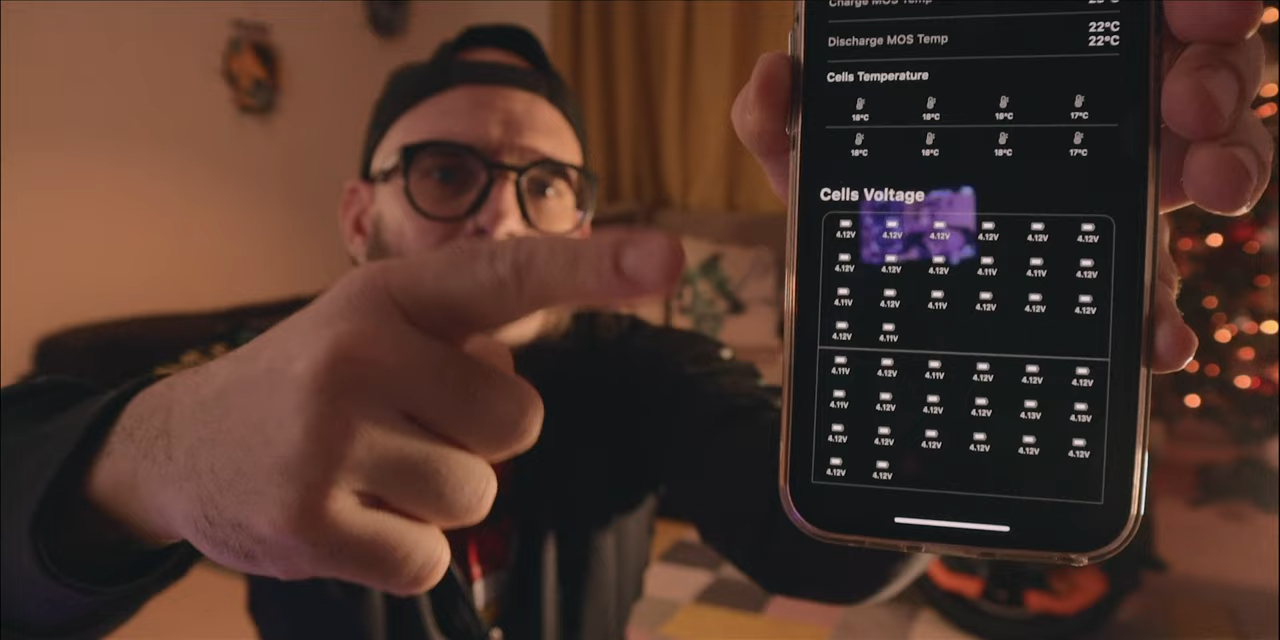 Charge MOS Temp
22°C
Discharge MOS Temp 22°C
Cells Temperature
18°C 18°C 18°C 17°C
18°C 18°C 18°C 17°C
Cells Voltage
4.12V 4.12V 4.12V 4.12V 4.12V 4.12V
4.12V 4.12V 4.12V 4.11V 4.11V 4.12V
4.11V 4.12V 4.11V 4.12V 4.12V 4.12V
4.12V 4.11V
4.11V 4.12V 4.11V 4.12V 4.12V 4.12V
4.11V 4.12V 4.12V 4.12V 4.13V 4.13V
4.12V 4.12V 4.12V 4.12V 4.12V 4.12V
4.12V 4.12V